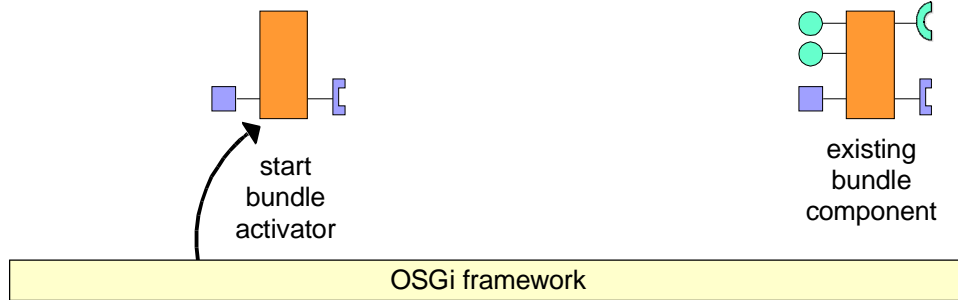 start
bundle
activator
existing
bundle
component
OSGi framework